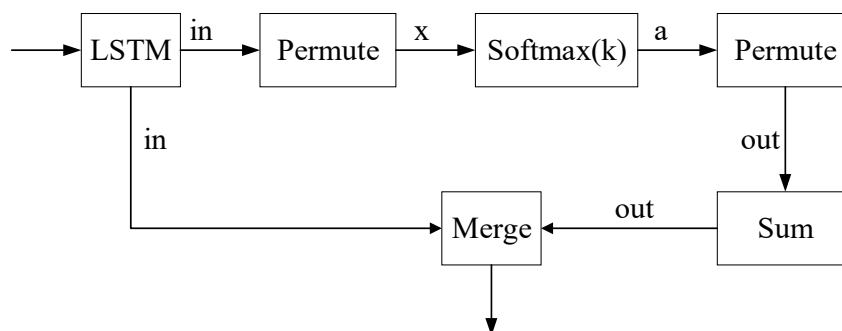 LSTM in Permute x Softmax(k) a Permute
in out
Merge out Sum